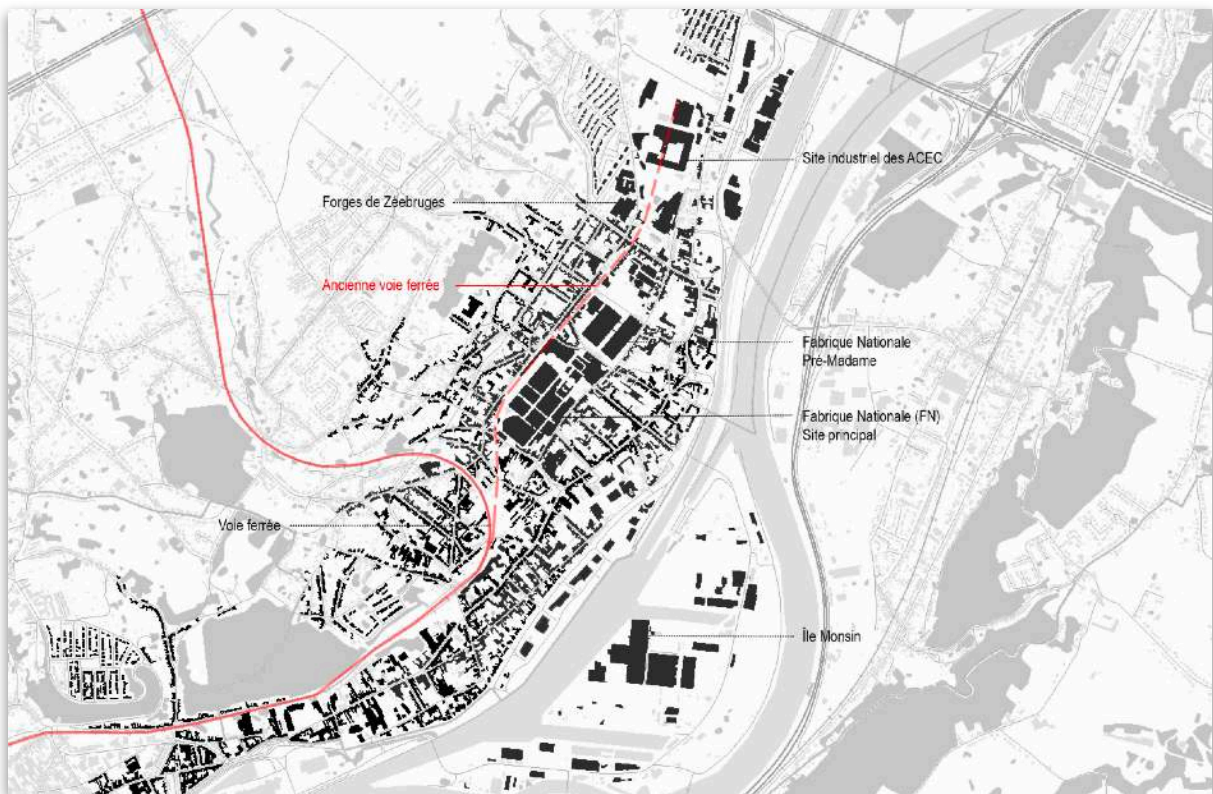 Site industriel des ACEC
Forges de Zéebruges
Ancienne voie ferrée
Fabrique Nationale
Pré-Madame
Fabrique Nationale (FN)
Site principal
Voie ferrée
Île Monsin